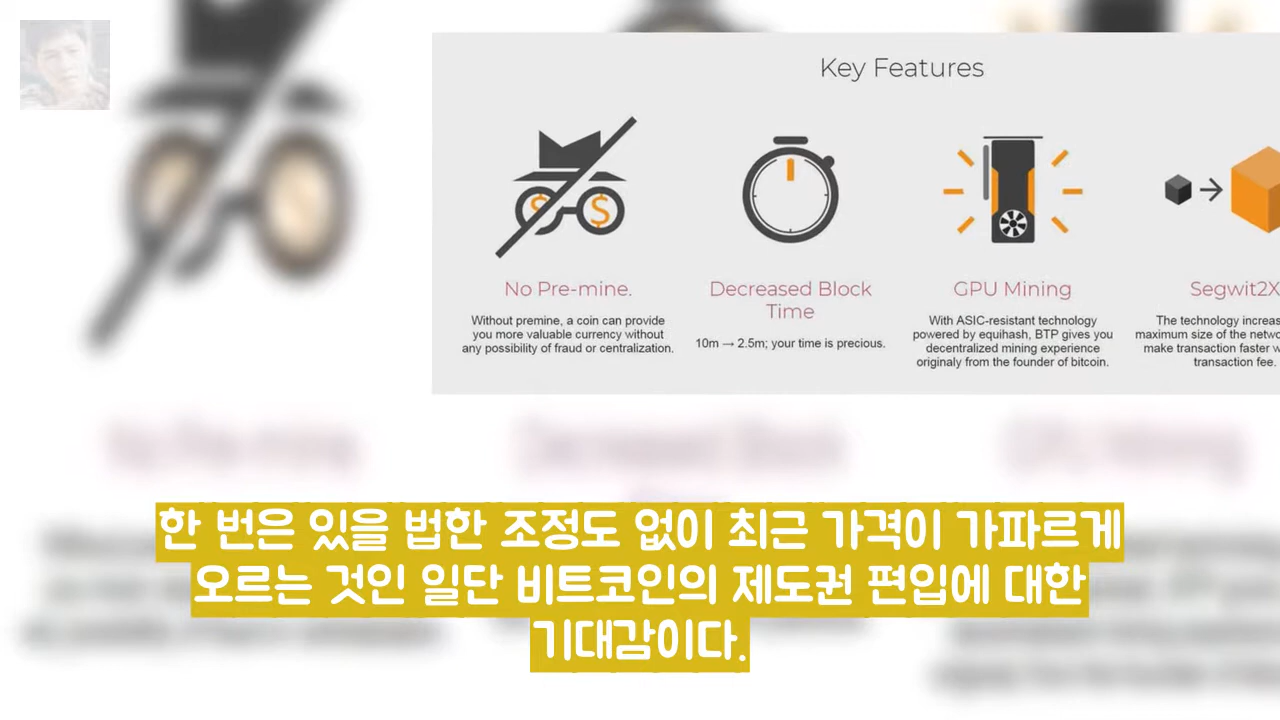 Key Features
No Pre-mine.
Without premine, a coin can provide
you more valuable currency without
any possibility of fraud or centralization.
Decreased Block
Time
10m → 2.5m; your time is precious.
GPU Mining
With ASIC-resistant technology
powered by equihash, BTP gives you
decentralized mining experience
originaly from the founder of bitcoin.
Segwit2X
The technology increas
maximum size of the netwo
make transaction faster w
transaction fee.
한 번은 있을 법한 조정도 없이 최근 가격이 가파르게
오르는 것인 일단 비트코인의 제도권 편입에 대한
기대감이다.